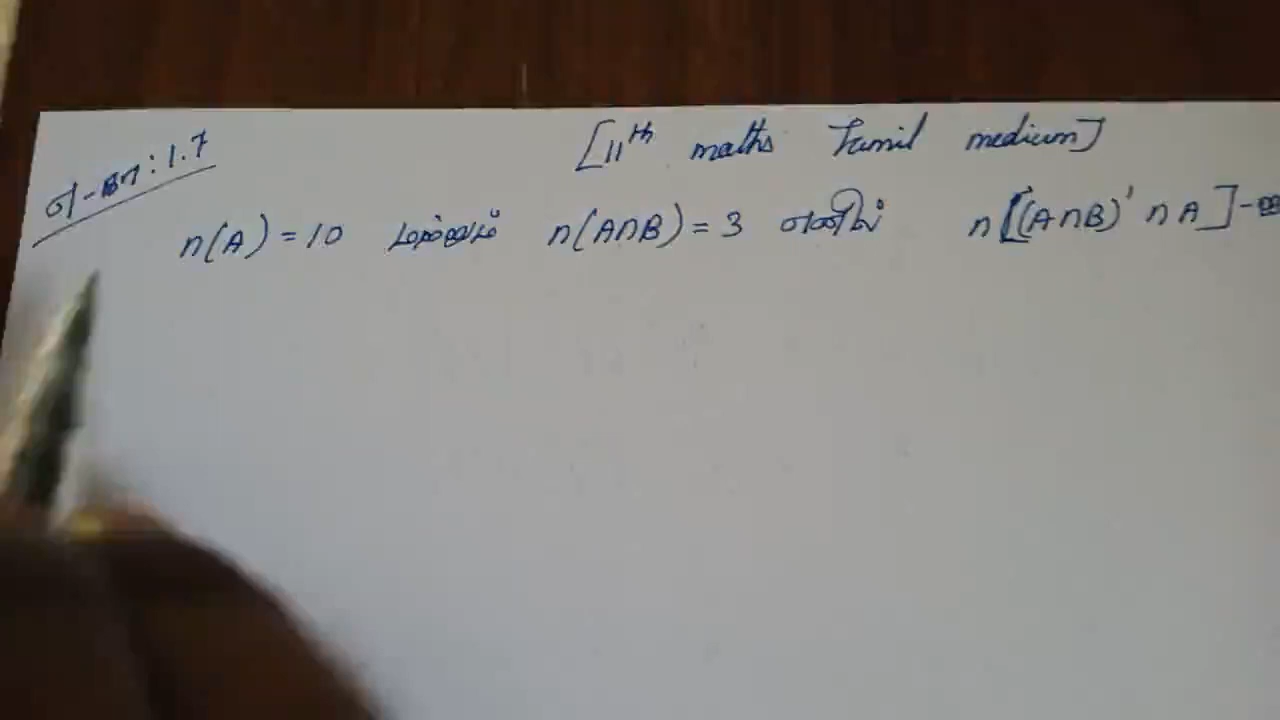 [11th maths Tamil medium]
எ-கா : 1.7
n(A) = 10 மற்றும் n(A∩B) = 3 எனில் n[(A∩B)' ∩ A] -